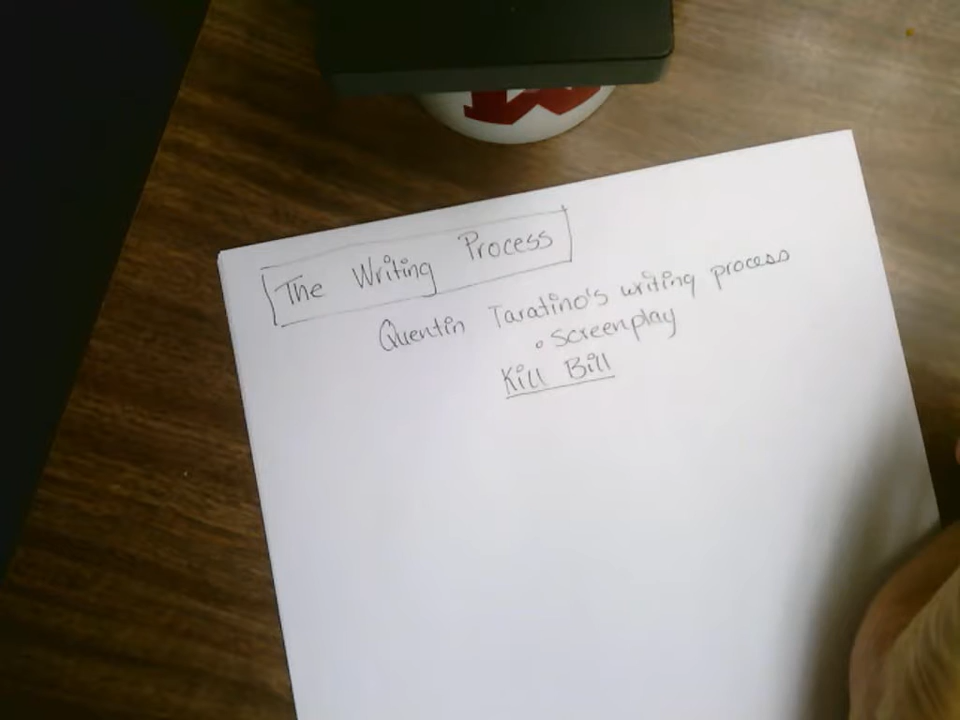 The Writing Process
Quentin Taratino's writing process
• Screenplay
Kill Bill